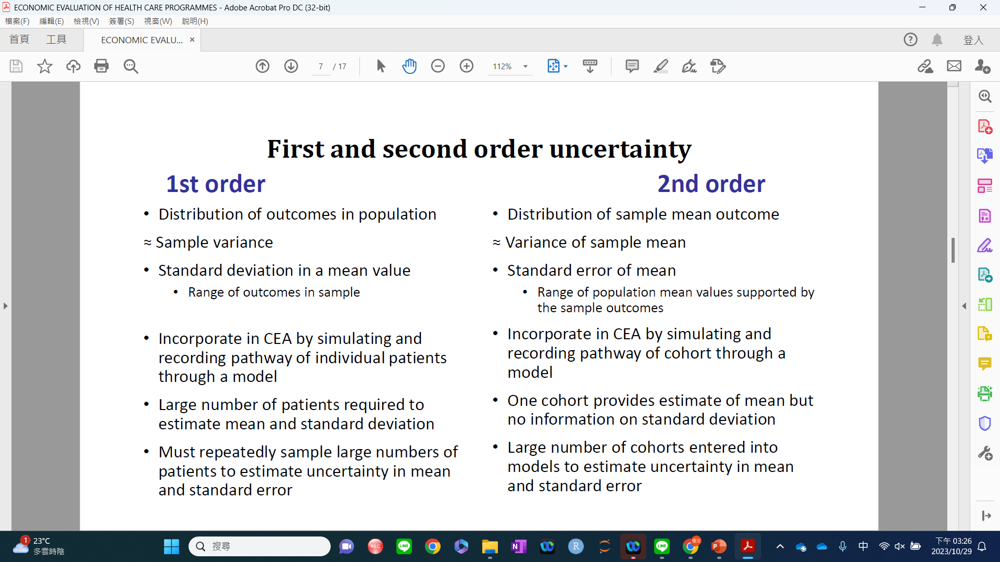 ECONOMIC EVALUATION OF HEALTH CARE PROGRAMMES - Adobe Acrobat Pro DC (32-bit)
檔案(F) 編輯(E) 檢視(V) 簽署(S) 視窗(W) 說明(H)
首頁 工具 ECONOMIC EVALU... × 登入
7 / 17 112%
First and second order uncertainty
1st order
• Distribution of outcomes in population
≈ Sample variance
• Standard deviation in a mean value
• Range of outcomes in sample
• Incorporate in CEA by simulating and
recording pathway of individual patients
through a model
• Large number of patients required to
estimate mean and standard deviation
• Must repeatedly sample large numbers of
patients to estimate uncertainty in mean
and standard error
2nd order
• Distribution of sample mean outcome
≈ Variance of sample mean
• Standard error of mean
• Range of population mean values supported by
the sample outcomes
• Incorporate in CEA by simulating and
recording pathway of cohort through a
model
• One cohort provides estimate of mean but
no information on standard deviation
• Large number of cohorts entered into
models to estimate uncertainty in mean
and standard error
1
23°C
多雲時陰
搜尋
REC
LINE
N
R
LINE
P
中
下午 03:26
2023/10/29